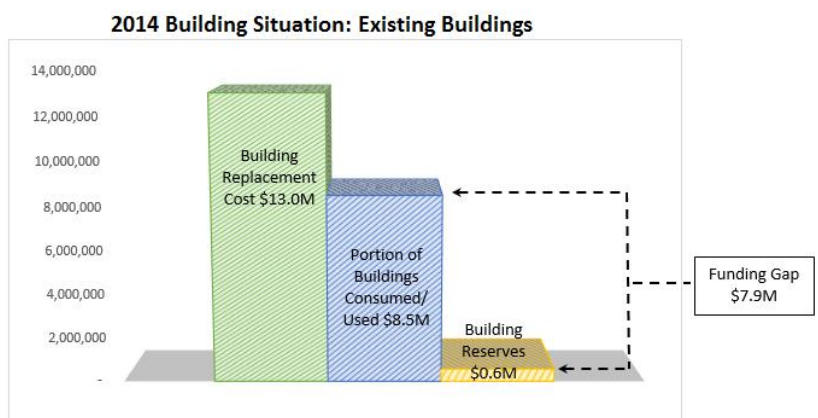 2014 Building Situation: Existing Buildings
14,000,000
12,000,000
10,000,000
8,000,000
6,000,000
4,000,000
2,000,000
-
Building
Replacement
Cost $13.0M
Portion of
Buildings
Consumed/
Used $8.5M
Building
Reserves
$0.6M
Funding Gap
$7.9M